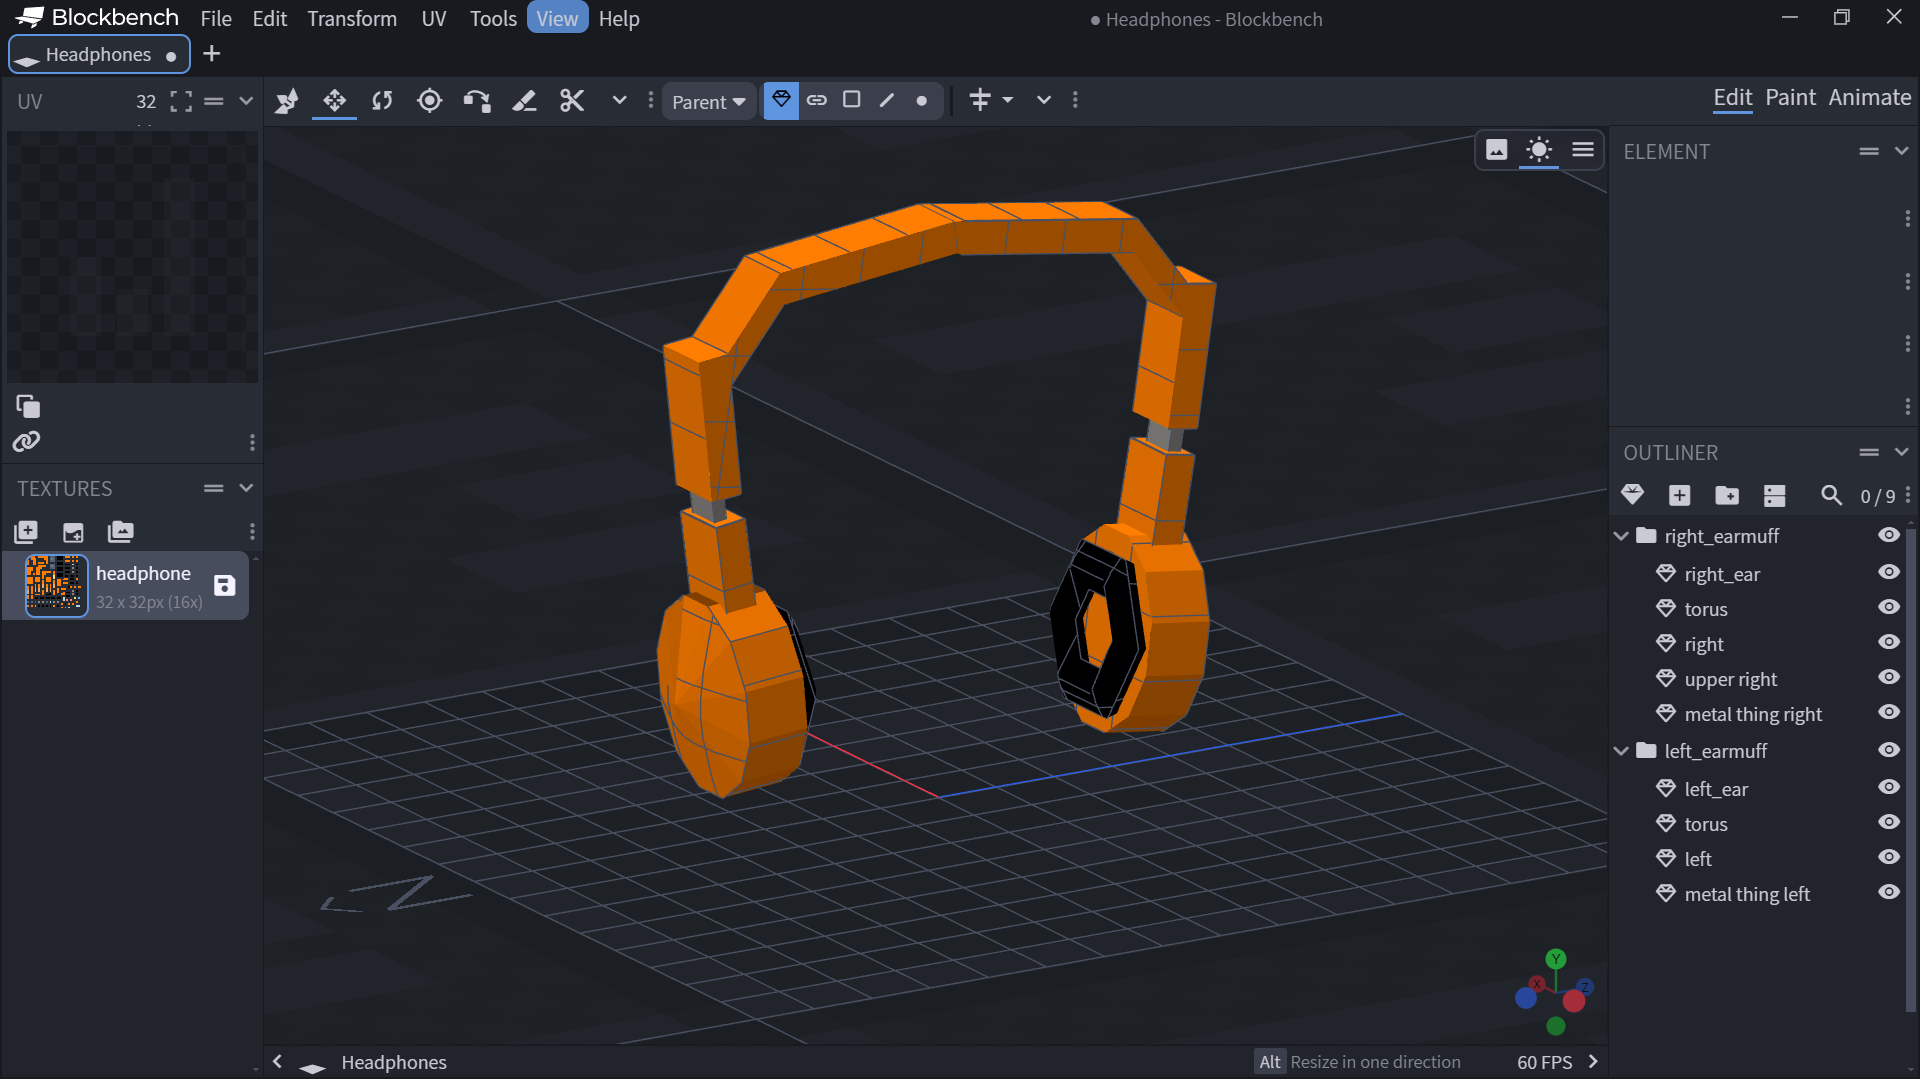 Blockbench File Edit Transform UV Tools View Help
● Headphones - Blockbench
Headphones
UV 32
Parent
Edit Paint Animate
ELEMENT
TEXTURES
headphone
32 x 32px (16x)
OUTLINER
0 / 9
right_earmuff
right_ear
torus
right
upper right
metal thing right
left_earmuff
left_ear
torus
left
metal thing left
Y
X
Z
Headphones
Alt Resize in one direction
60 FPS